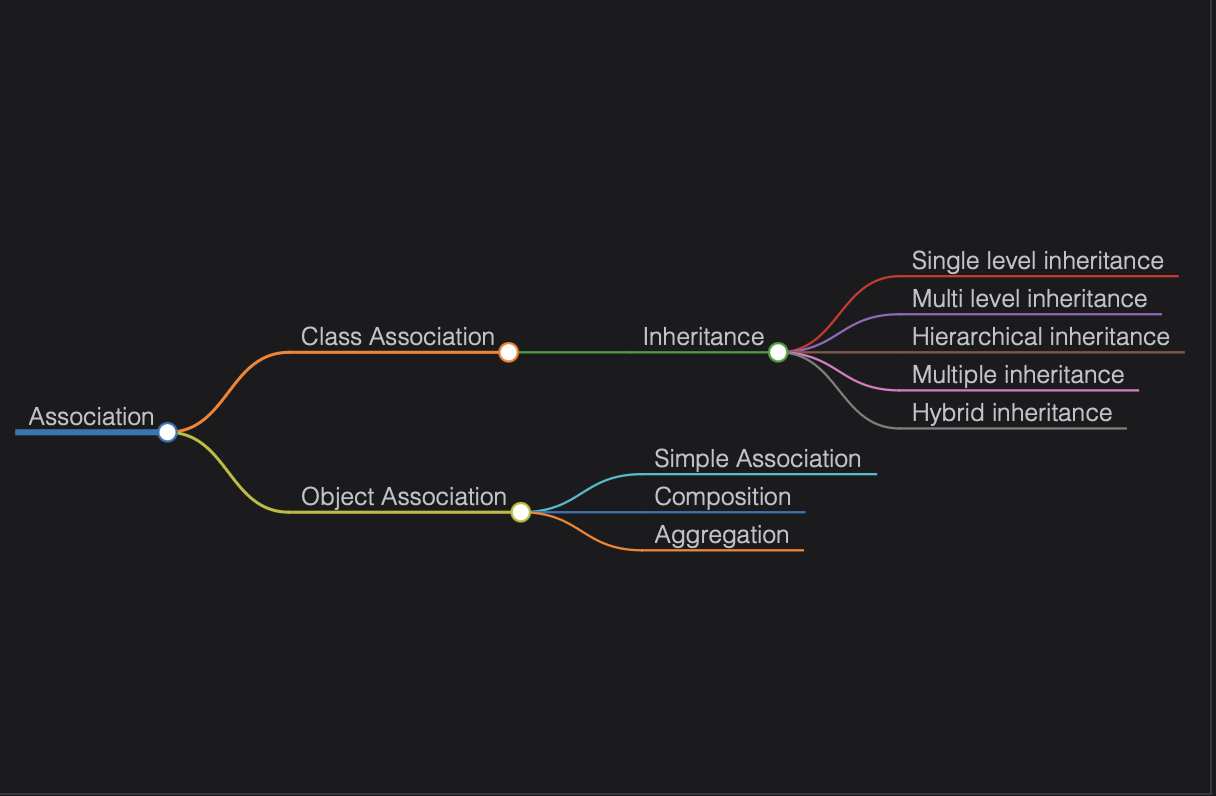 Association
Class Association
Inheritance
Single level inheritance
Multi level inheritance
Hierarchical inheritance
Multiple inheritance
Hybrid inheritance
Object Association
Simple Association
Composition
Aggregation